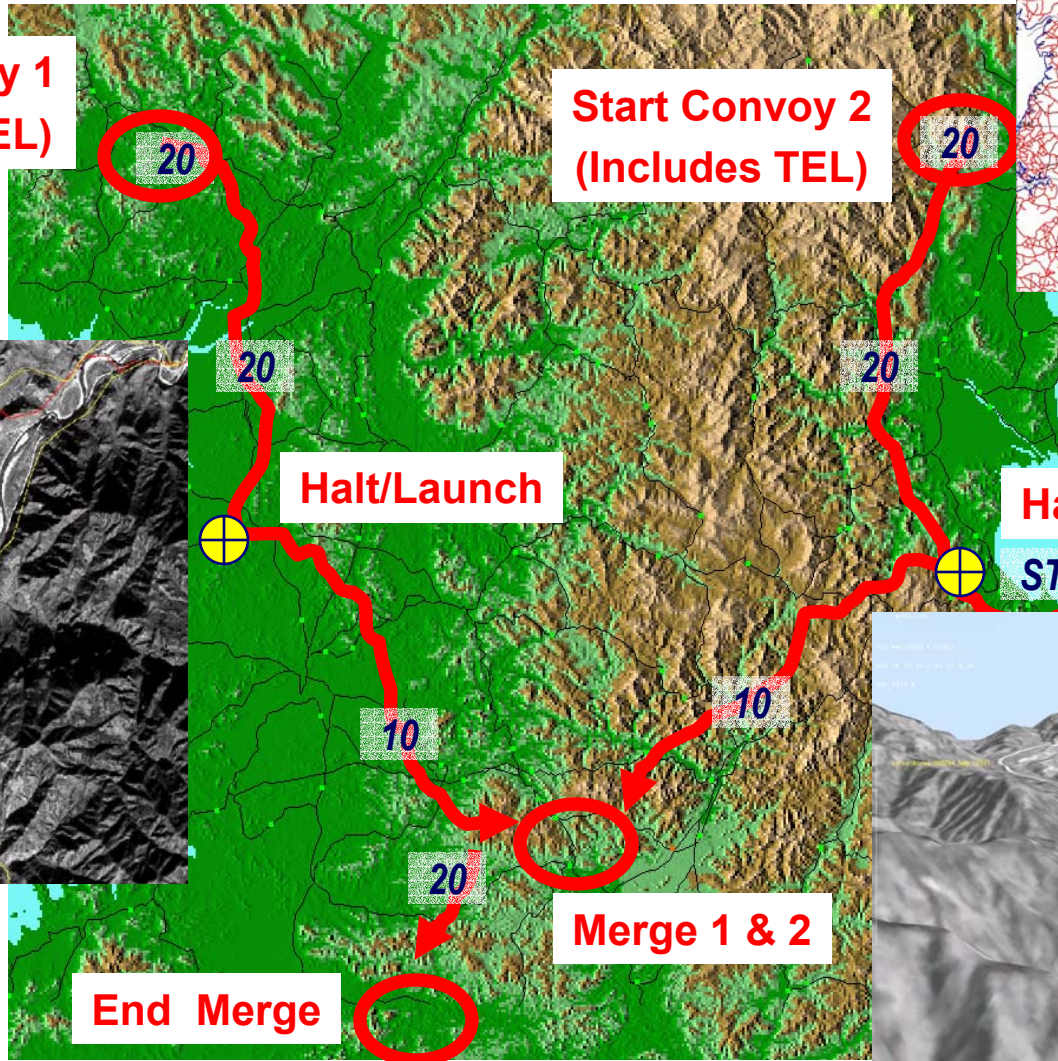 y 1
EL)
20
Start Convoy 2
(Includes TEL)
20
20
20
Halt/Launch
Ha
ST
10
10
20
Merge 1 & 2
End Merge